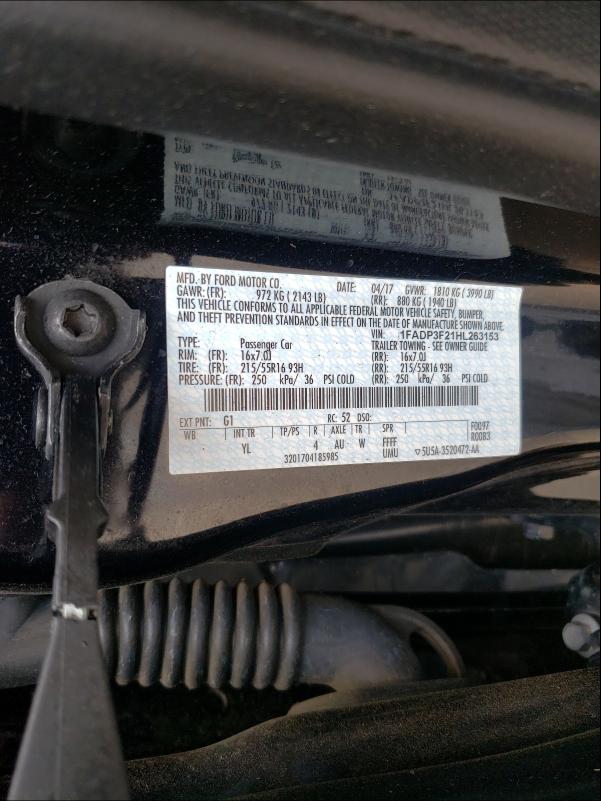 MFD. BY FORD MOTOR CO. DATE: 04/17 GVWR: 1810 KG ( 3990 LB)
GAWR: (FR): 972 KG ( 2143 LB) (RR): 880 KG ( 1940 LB)
THIS VEHICLE CONFORMS TO ALL APPLICABLE FEDERAL MOTOR VEHICLE SAFETY, BUMPER,
AND THEFT PREVENTION STANDARDS IN EFFECT ON THE DATE OF MANUFACTURE SHOWN ABOVE.
VIN: 1FADP3F21HL263153
TYPE: Passenger Car TRAILER TOWING - SEE OWNER GUIDE
RIM: (FR): 16x7.0J (RR): 16x7.0J
TIRE: (FR): 215/55R16 93H (RR): 215/55R16 93H
PRESSURE: (FR): 250 kPa/ 36 PSI COLD (RR): 250 kPa/ 36 PSI COLD
EXT PNT: G1 RC: 52 DSO: F0097
WB INT TR TP/PS R AXLE TR SPR R0083
YL 4 AU W FFFF
3201704185985 UMU ▽5U5A-3520472-AA